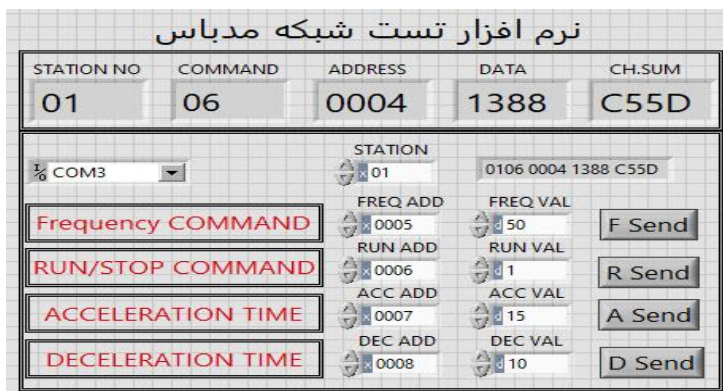 نرم افزار تست شبکه مدباس
STATION NO COMMAND ADDRESS DATA CH.SUM
01 06 0004 1388 C55D
STATION
COM3 x 01 0106 0004 1388 C55D
FREQ ADD FREQ VAL
Frequency COMMAND x 0005 d 50 F Send
RUN ADD RUN VAL
RUN/STOP COMMAND x 0006 d 1 R Send
ACC ADD ACC VAL
ACCELERATION TIME x 0007 d 15 A Send
DEC ADD DEC VAL
DECELERATION TIME x 0008 d 10 D Send